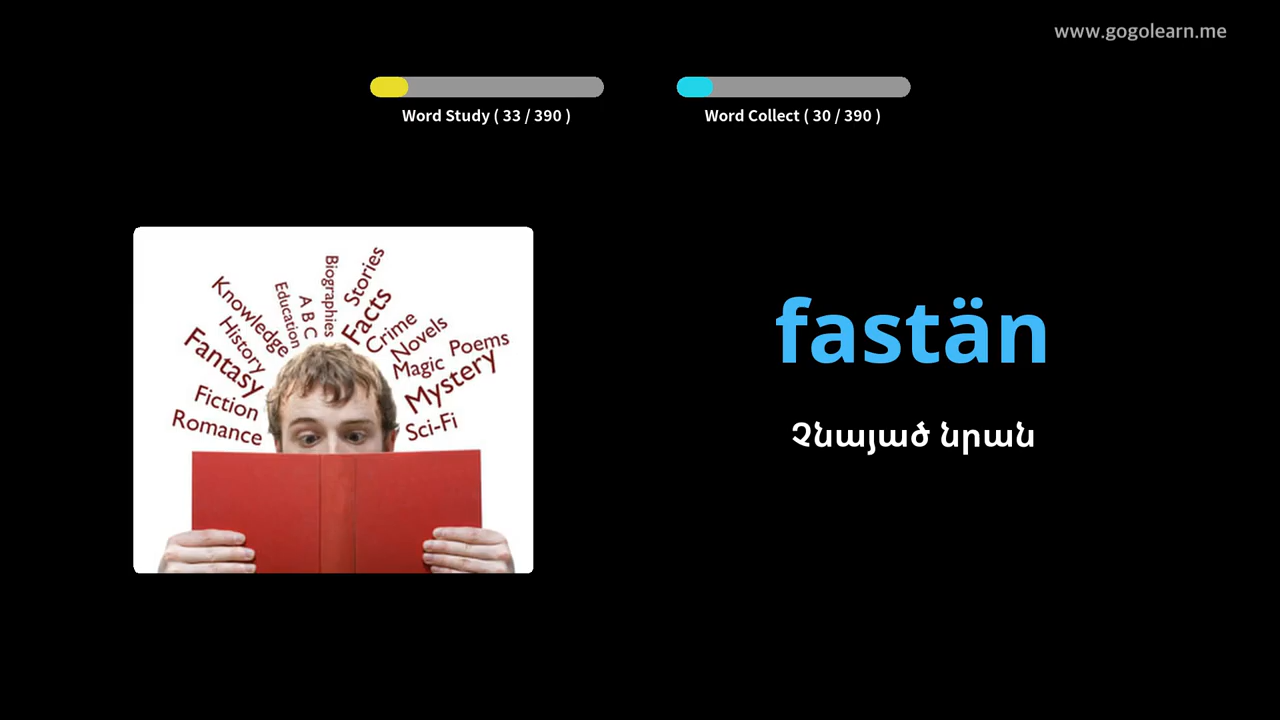 www.gogolearn.me
Word Study ( 33 / 390 )
Word Collect ( 30 / 390 )
Biographies
Stories
Education
A B C
Facts
Knowledge
Crime
History
Novels
Poems
Fantasy
Magic
Mystery
Fiction
Romance
Sci-Fi
fastän
Չնայած նրան